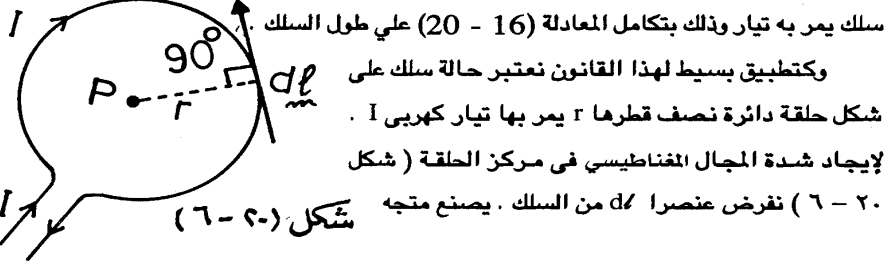 سلك يمر به تيار وذلك بتكامل المعادلة (16 - 20) علي طول السلك .
وكتطبيق بسيط لهذا القانون نعتبر حالة سلك على
شكل حلقة دائرة نصف قطرها r يمر بها تيار كهربى I .
لإيجاد شدة المجال المغناطيسي فى مركز الحلقة ( شكل
٢٠ – ٦ ) نفرض عنصرا dℓ من السلك . يصنع متجه
I
90°
dℓ
P
r
I
شكل (٢٠-٦)